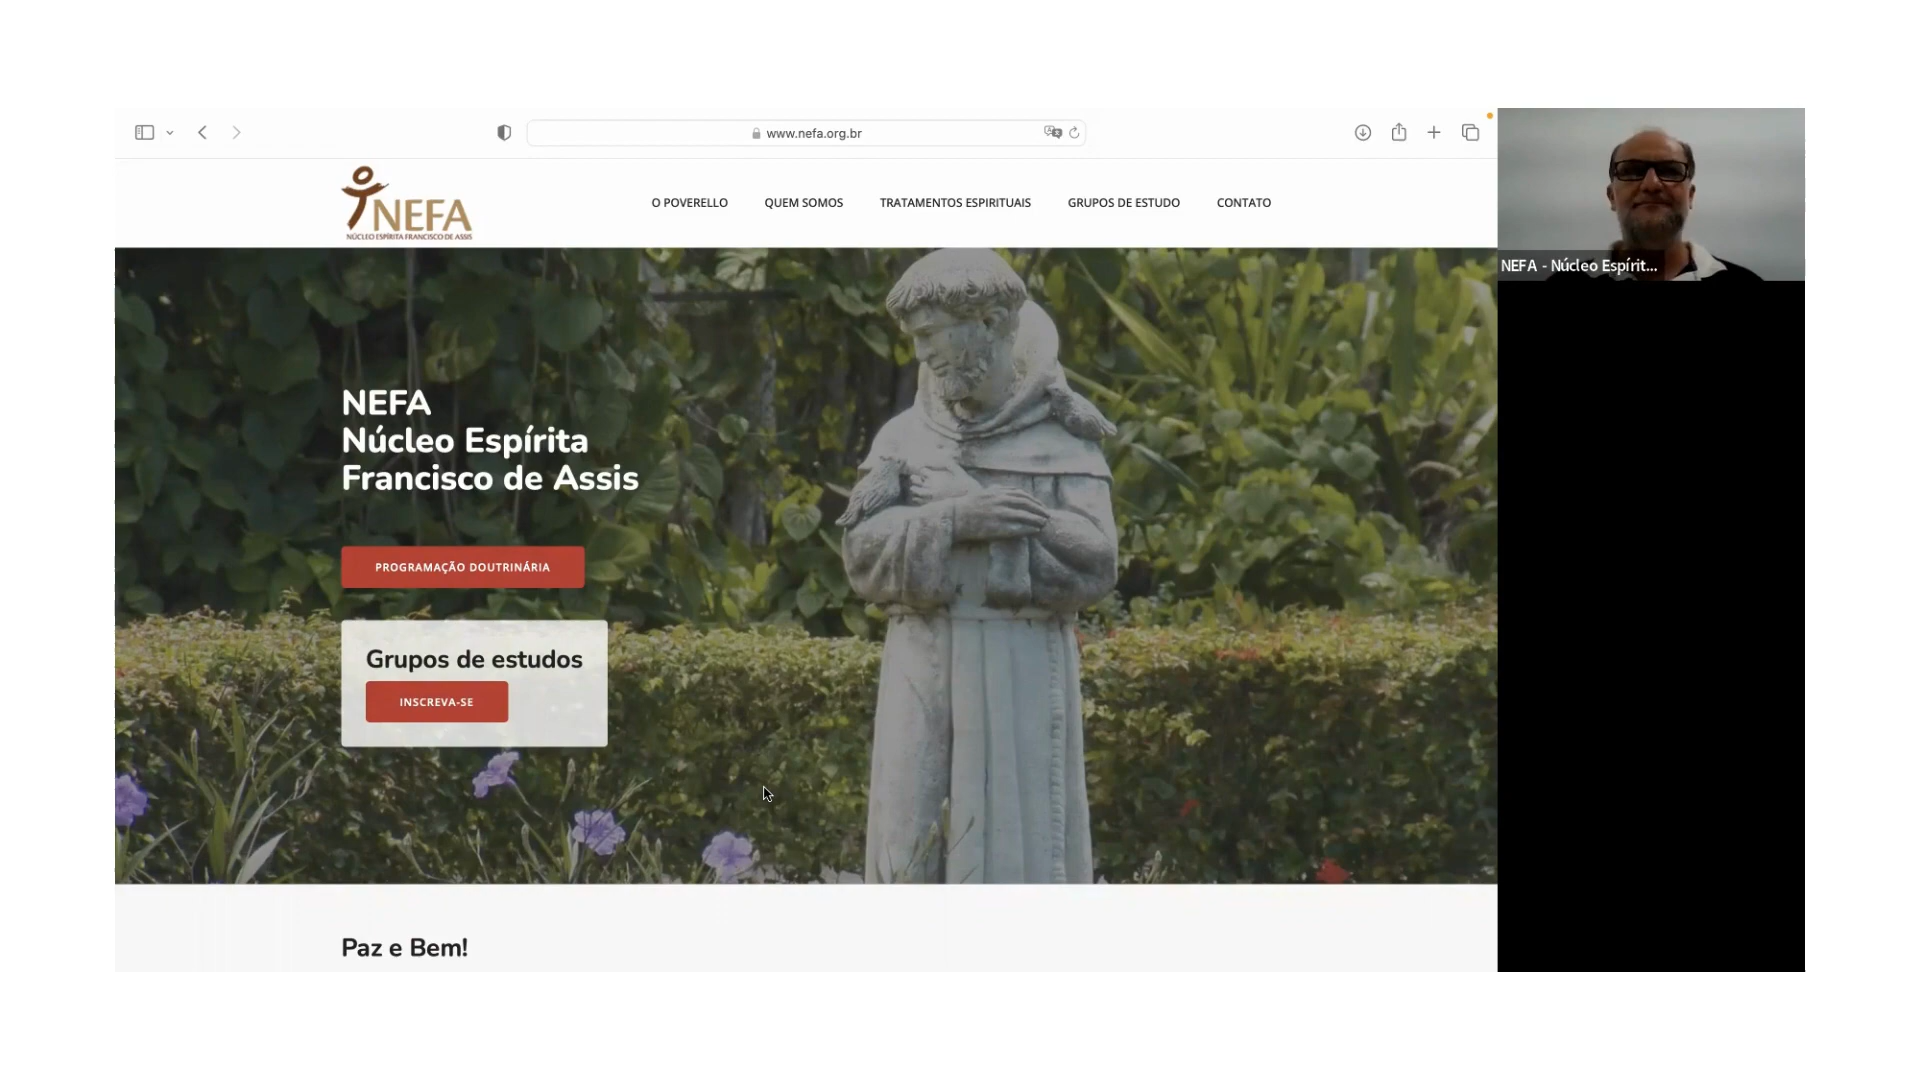 www.nefa.org.br
NEFA
NÚCLEO ESPÍRITA FRANCISCO DE ASSIS
O POVERELLO
QUEM SOMOS
TRATAMENTOS ESPIRITUAIS
GRUPOS DE ESTUDO
CONTATO
NEFA - Núcleo Espírit...
NEFA
Núcleo Espírita
Francisco de Assis
PROGRAMAÇÃO DOUTRINÁRIA
Grupos de estudos
INSCREVA-SE
Paz e Bem!